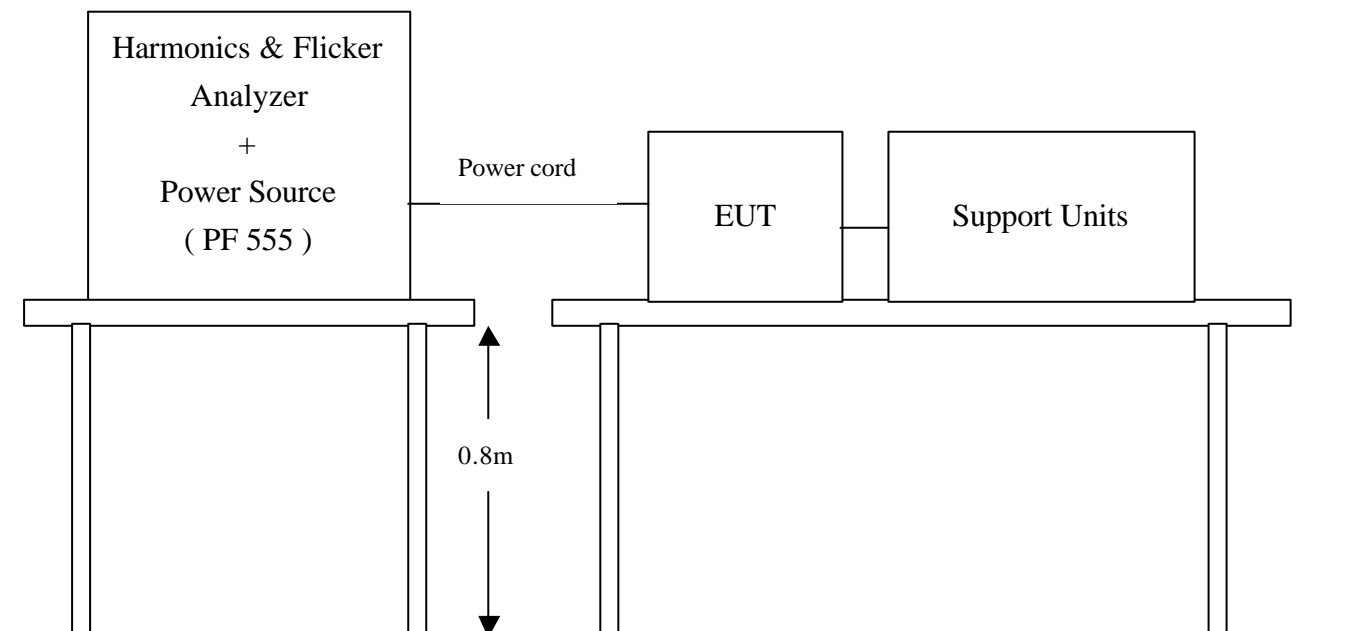 Harmonics & Flicker
Analyzer
+
Power Source
( PF 555 )
Power cord
EUT
Support Units
0.8m